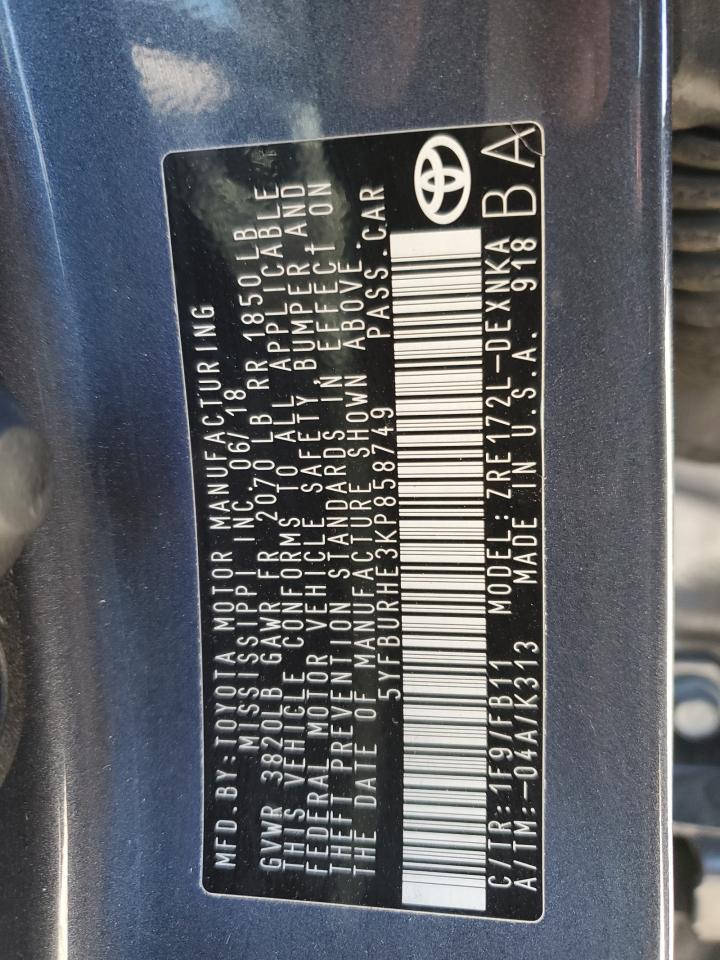 MFD.BY:TOYOTA MOTOR MANUFACTURING
MISSISSIPPI INC. 06/18
GVWR 3820LB GAWR FR 2070 LB RR 1850 LB
THIS VEHICLE CONFORMS TO ALL APPLICABLE
FEDERAL MOTOR VEHICLE SAFETY, BUMPER AND
THEFT PREVENTION STANDARDS IN EFFECT ON
THE DATE OF MANUFACTURE SHOWN ABOVE.
5YFBURHE3KP858749 PASS.CAR
C/TR:1F9/FB11 MODEL:ZRE172L-DEXNKA
A/TM:-04A/K313 MADE IN U.S.A. 918
BA